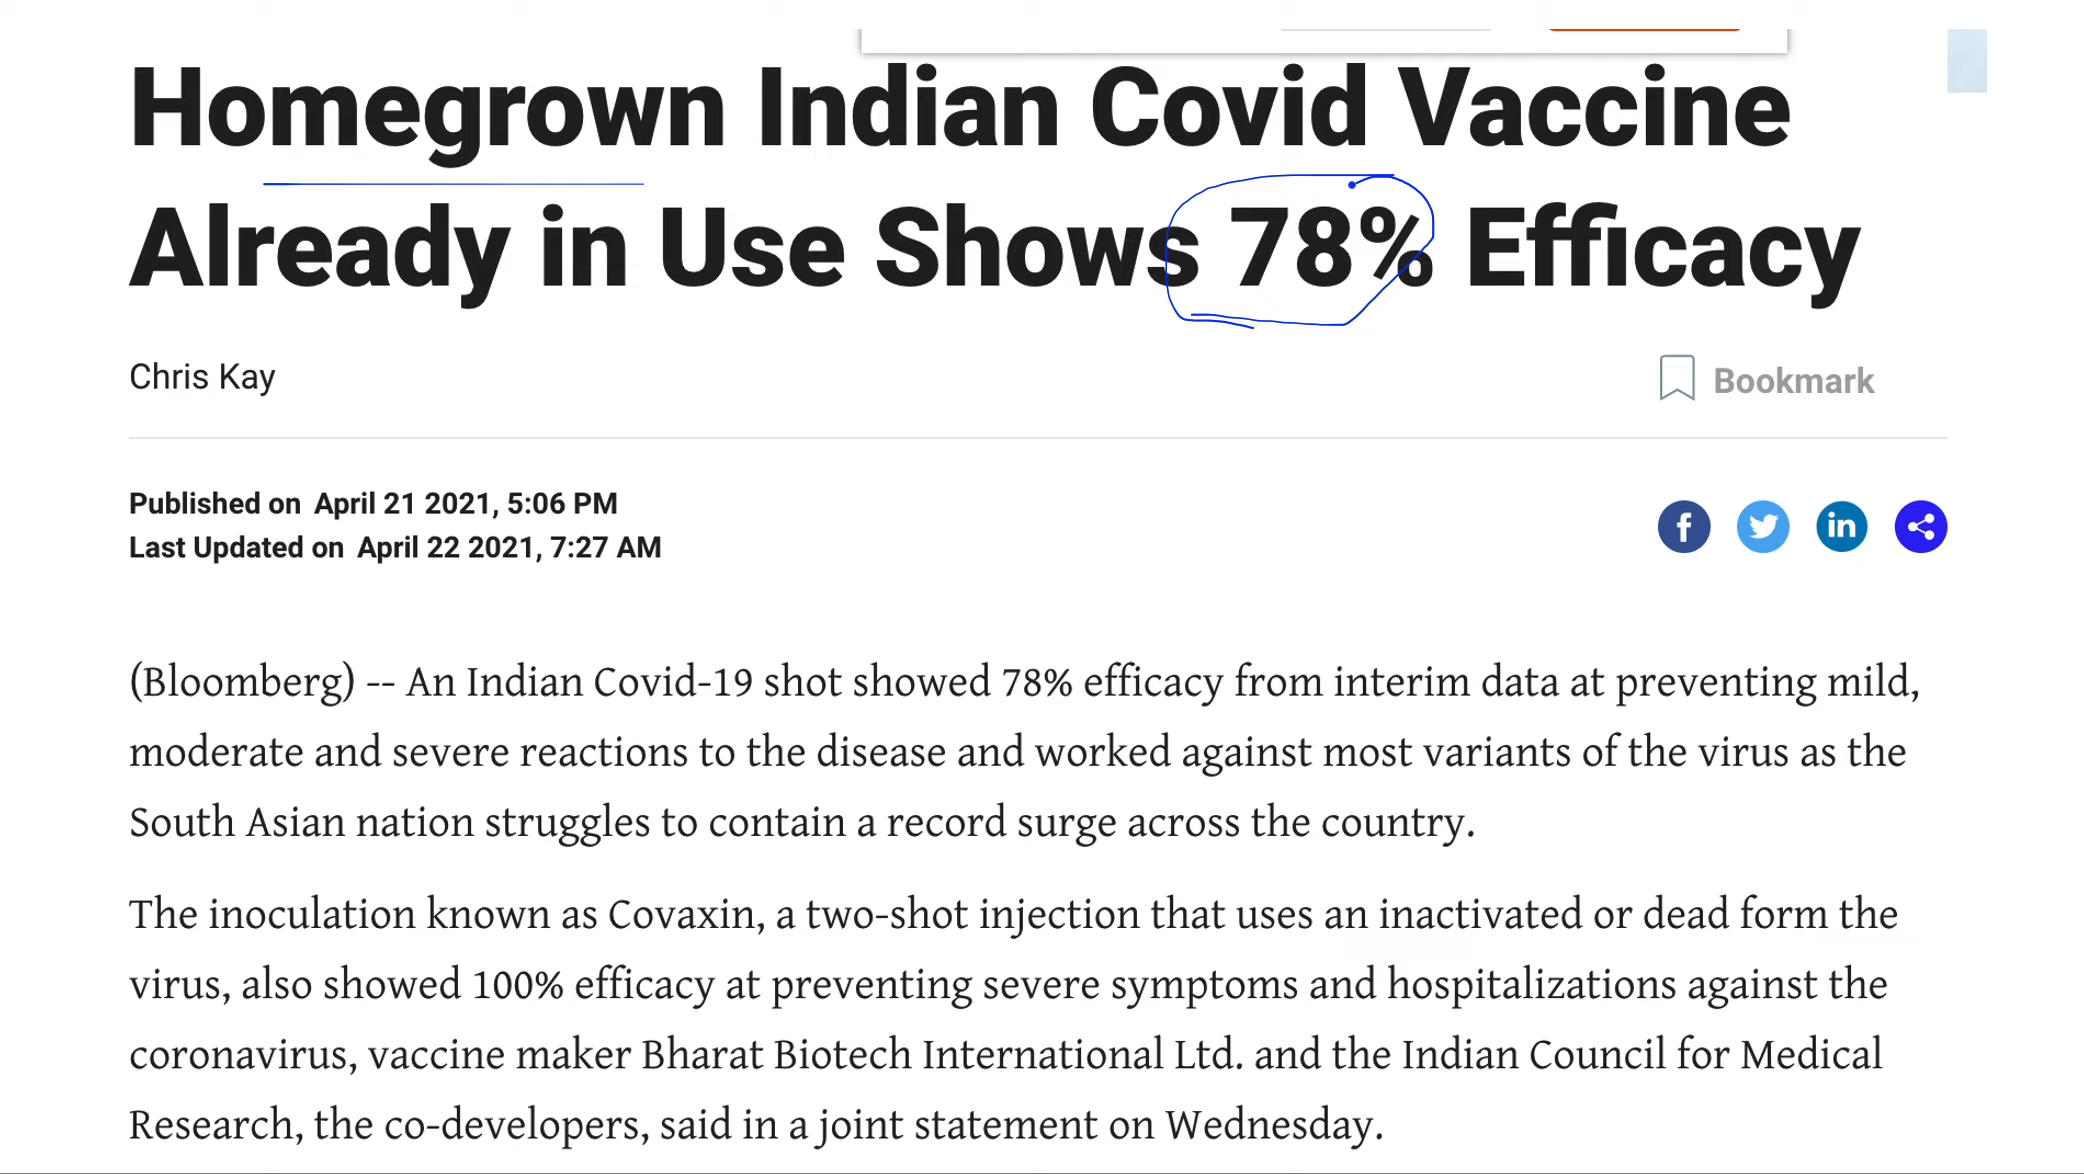 Homegrown Indian Covid Vaccine
Already in Use Shows 78% Efficacy
Chris Kay
Bookmark
Published on April 21 2021, 5:06 PM
Last Updated on April 22 2021, 7:27 AM
(Bloomberg) -- An Indian Covid-19 shot showed 78% efficacy from interim data at preventing mild,
moderate and severe reactions to the disease and worked against most variants of the virus as the
South Asian nation struggles to contain a record surge across the country.
The inoculation known as Covaxin, a two-shot injection that uses an inactivated or dead form the
virus, also showed 100% efficacy at preventing severe symptoms and hospitalizations against the
coronavirus, vaccine maker Bharat Biotech International Ltd. and the Indian Council for Medical
Research, the co-developers, said in a joint statement on Wednesday.